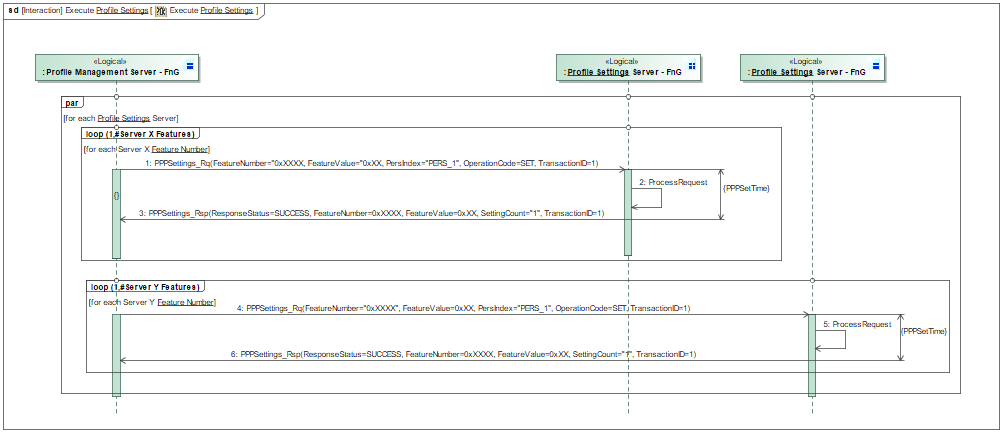 sd [Interaction] Execute Profile Settings [ Execute Profile Settings ]
«Logical»
: Profile Management Server - FnG
«Logical»
: Profile Settings Server - FnG
«Logical»
: Profile Settings Server - FnG
par
[for each Profile Settings Server]
loop (1,#Server X Features)
[for each Server X Feature Number]
1: PPPSettings_Rq(FeatureNumber="0xXXXX, FeatureValue="0xXX, PersIndex="PERS_1", OperationCode=SET, TransactionID=1)
2: ProcessRequest
{}
{PPPSetTime}
3: PPPSettings_Rsp(ResponseStatus=SUCCESS, FeatureNumber=0xXXXX, FeatureValue=0xXX, SettingCount="1", TransactionID=1)
loop (1,#Server Y Features)
[for each Server Y Feature Number]
4: PPPSettings_Rq(FeatureNumber="0xXXXX", FeatureValue=0xXX, PersIndex="PERS_1", OperationCode=SET, TransactionID=1)
5: ProcessRequest
{PPPSetTime}
6: PPPSettings_Rsp(ResponseStatus=SUCCESS, FeatureNumber=0xXXXX, FeatureValue=0xXX, SettingCount="1", TransactionID=1)